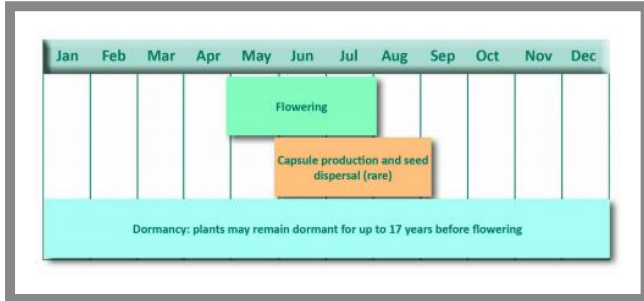 Jan Feb Mar Apr May Jun Jul Aug Sep Oct Nov Dec
Flowering
Capsule production and seed
dispersal (rare)
Dormancy: plants may remain dormant for up to 17 years before flowering